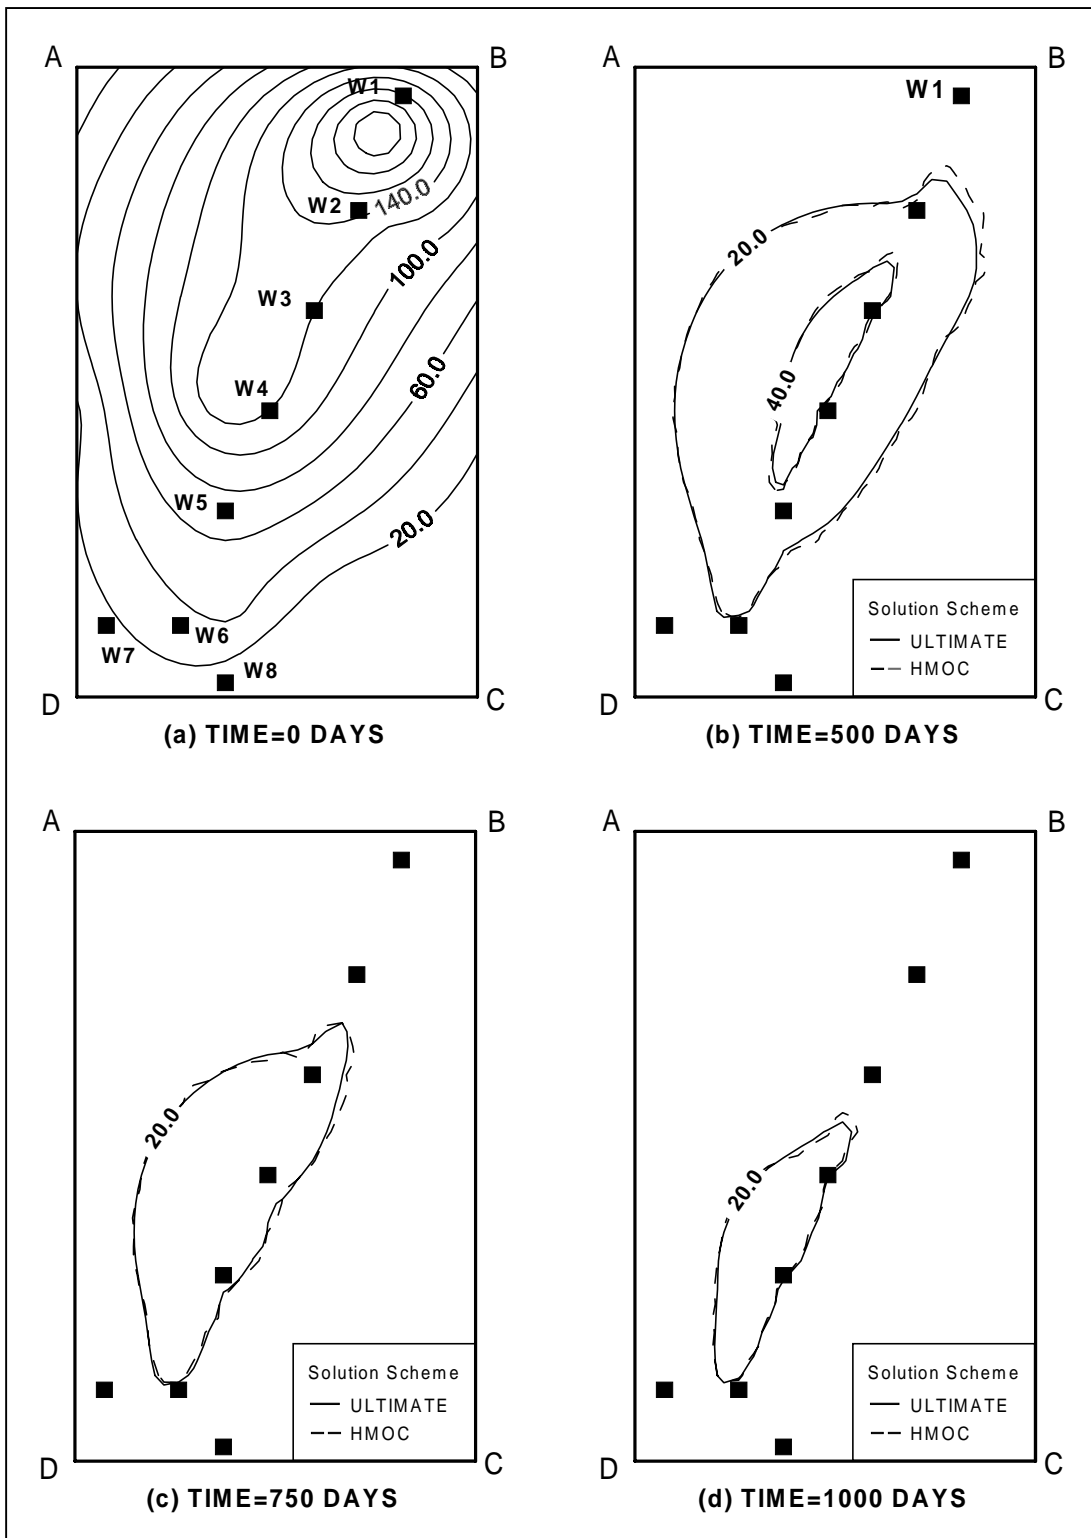 A B
W1
W2
140.0
100.0
W3
60.0
W4
W5
20.0
W6
W7
W8
D C
(a) TIME=0 DAYS
A B
W1
20.0
40.0
Solution Scheme
ULTIMATE
HMOC
D C
(b) TIME=500 DAYS
A B
20.0
Solution Scheme
ULTIMATE
HMOC
D C
(c) TIME=750 DAYS
A B
20.0
Solution Scheme
ULTIMATE
HMOC
D C
(d) TIME=1000 DAYS